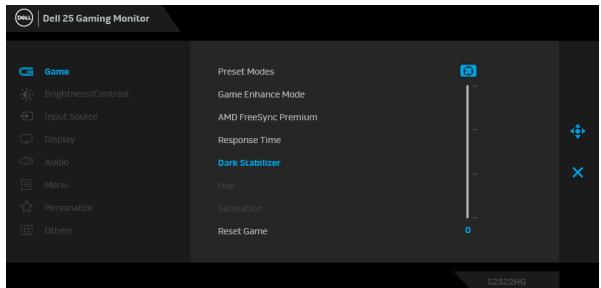 DELL
Dell 25 Gaming Monitor
Game
Brightness/Contrast
Input Source
Display
Audio
Menu
Personalize
Others
Preset Modes
Game Enhance Mode
AMD FreeSync Premium
Response Time
Dark Stabilizer
Hue
Saturation
Reset Game
0
S2522HG